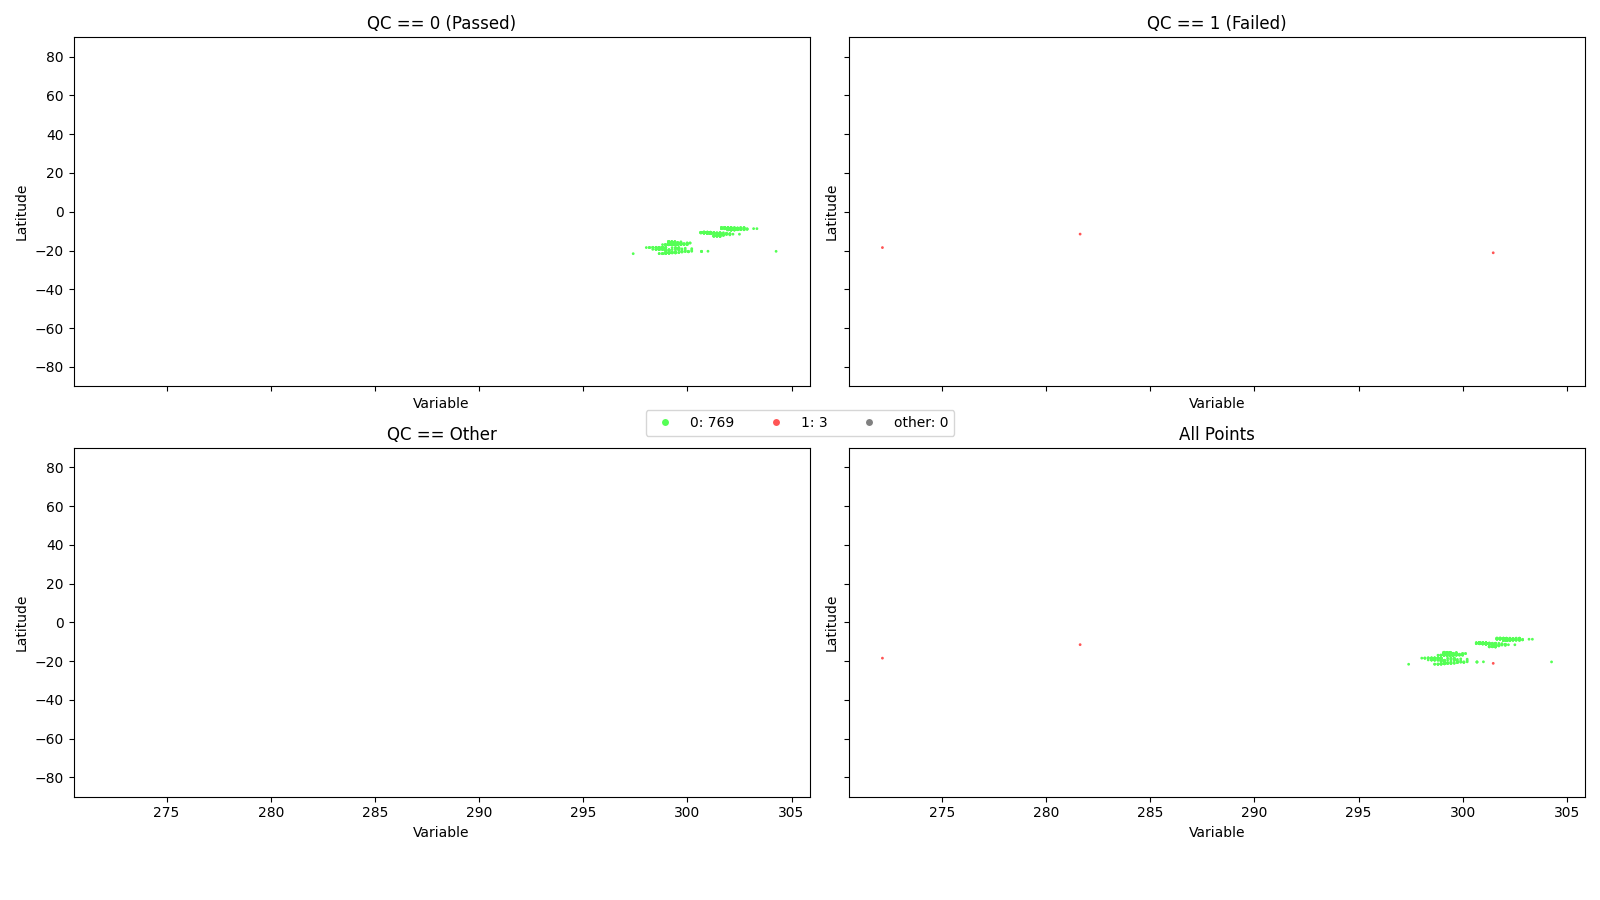 QC == 0 (Passed)
QC == 1 (Failed)
80
60
40
20
0
−20
−40
−60
−80
Latitude
Latitude
Variable
Variable
0: 769
1: 3
other: 0
QC == Other
All Points
80
60
40
20
0
−20
−40
−60
−80
Latitude
Latitude
275 280 285 290 295 300 305
275 280 285 290 295 300 305
Variable
Variable